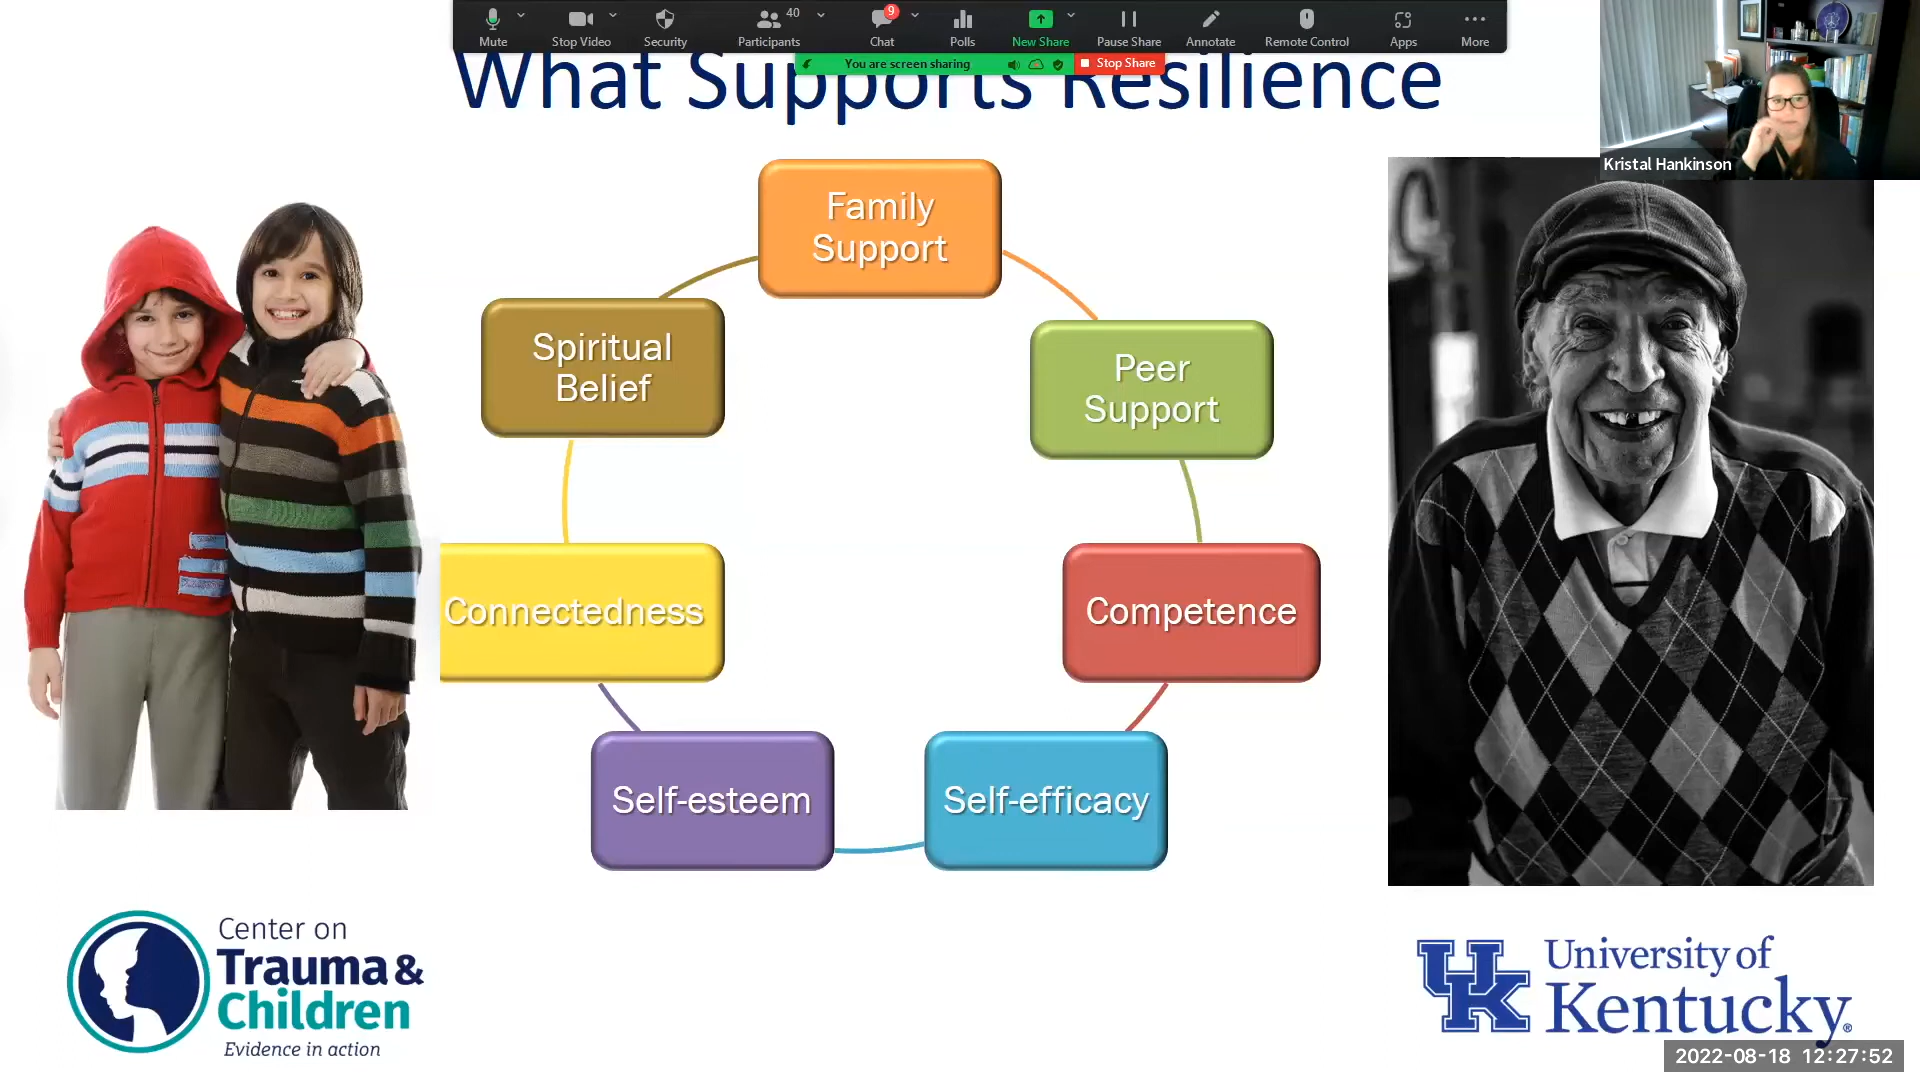 Mute
Stop Video
Security
Participants
40
Chat
9
Polls
New Share
Pause Share
Annotate
Remote Control
Apps
More
You are screen sharing
Stop Share
Kristal Hankinson
What Supports Resilience
Family
Support
Spiritual
Belief
Peer
Support
Connectedness
Competence
Self-esteem
Self-efficacy
Center on
Trauma &
Children
Evidence in action
UK
University of
Kentucky®
2022-08-18 12:27:52